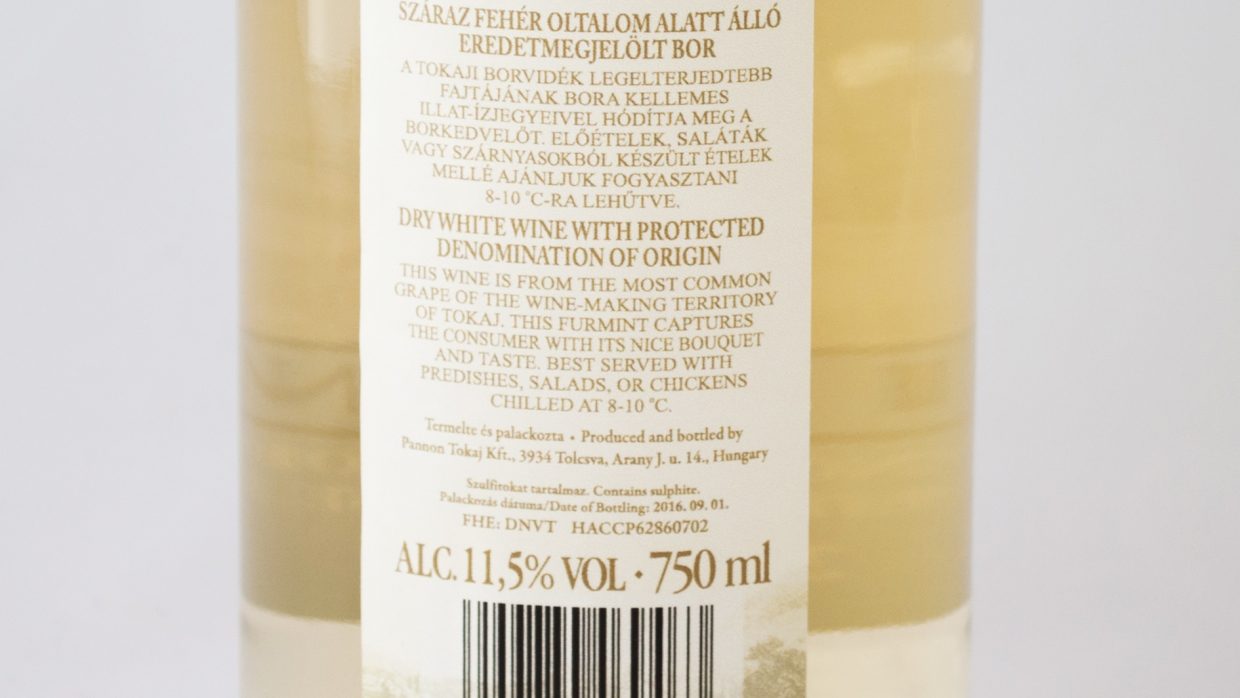 SZÁRAZ FEHÉR OLTALOM ALATT ÁLLÓ
EREDETMEGJELÖLT BOR
A TOKAJI BORVIDÉK LEGELTERJEDTEBB
FAJTÁJÁNAK BORA KELLEMES
ILLAT-ÍZJEGYEIVEL HÓDÍTJA MEG A
BORKEDVELŐT. ELŐÉTELEK, SALÁTÁK
VAGY SZÁRNYASOKBÓL KÉSZÜLT ÉTELEK
MELLÉ AJÁNLJUK FOGYASZTANI
8-10 °C-RA LEHŰTVE.
DRY WHITE WINE WITH PROTECTED
DENOMINATION OF ORIGIN
THIS WINE IS FROM THE MOST COMMON
GRAPE OF THE WINE-MAKING TERRITORY
OF TOKAJ. THIS FURMINT CAPTURES
THE CONSUMER WITH ITS NICE BOUQUET
AND TASTE. BEST SERVED WITH
PREDISHES, SALADS, OR CHICKENS
CHILLED AT 8-10 °C.
Termelte és palackozta • Produced and bottled by
Pannon Tokaj Kft., 3934 Tolcsva, Arany J. u. 14., Hungary
Szulfitokat tartalmaz. Contains sulphite.
Palackozás dátuma/Date of Bottling: 2016. 09. 01.
FHE: DNVT HACCP62860702
ALC. 11,5% VOL • 750 ml